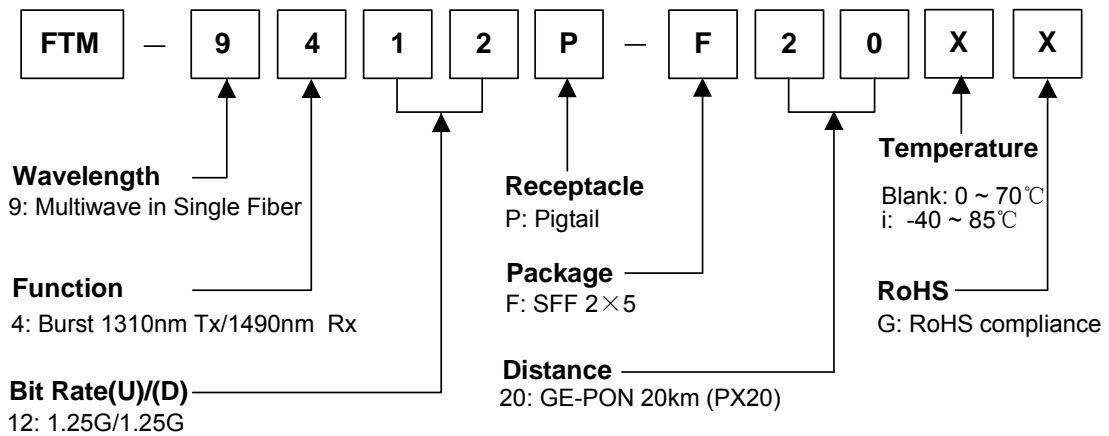 FTM – 9 4 1 2 P – F 2 0 X X
Wavelength
9: Multiwave in Single Fiber
Function
4: Burst 1310nm Tx/1490nm Rx
Bit Rate(U)/(D)
12: 1.25G/1.25G
Receptacle
P: Pigtail
Package
F: SFF 2×5
Distance
20: GE-PON 20km (PX20)
Temperature
Blank: 0 ~ 70℃
i: -40 ~ 85℃
RoHS
G: RoHS compliance